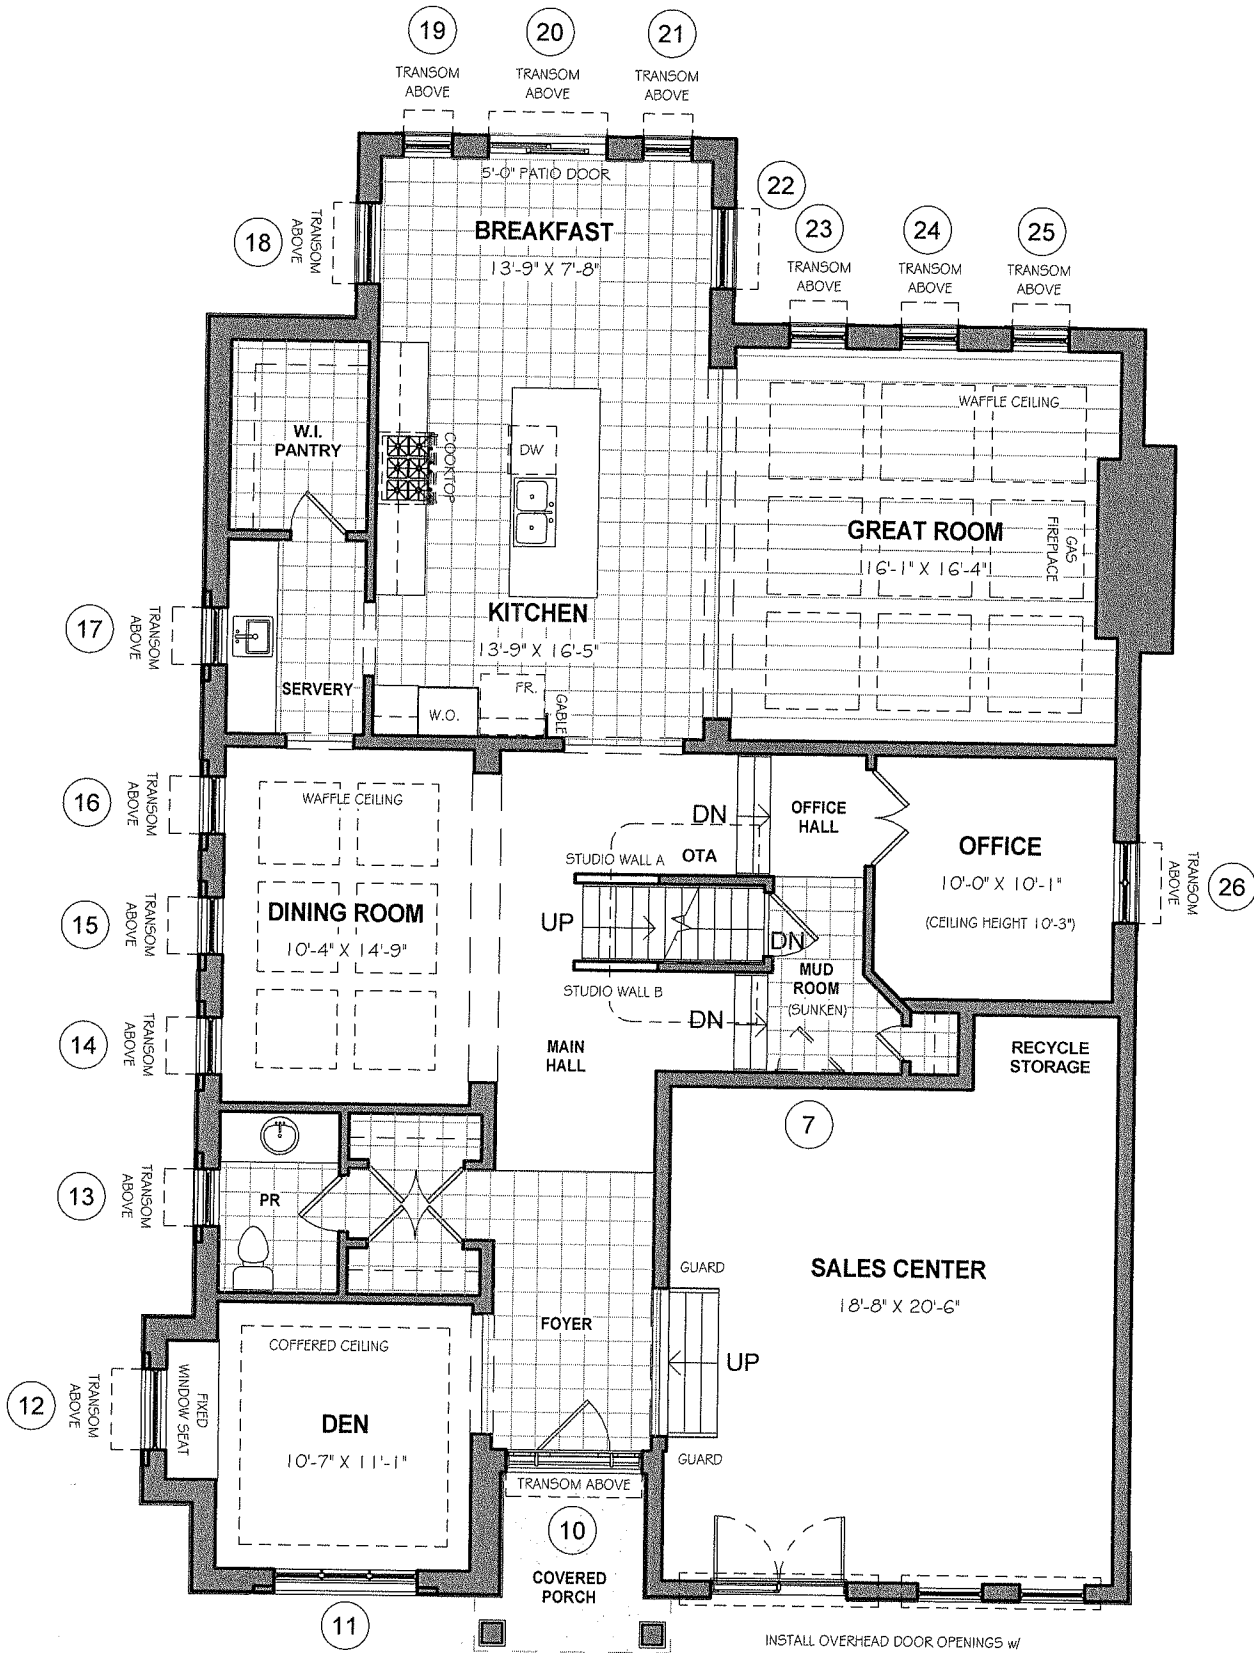 19
20
21
TRANSOM
ABOVE
TRANSOM
ABOVE
TRANSOM
ABOVE
5'-0" PATIO DOOR
22
18
TRANSOM
ABOVE
BREAKFAST
13'-9" X 7'-8"
23
24
25
TRANSOM
ABOVE
TRANSOM
ABOVE
TRANSOM
ABOVE
W.I.
PANTRY
COOKTOP
DW
WAFFLE CEILING
GREAT ROOM
16'-1" X 16'-4"
GAS
FIREPLACE
17
TRANSOM
ABOVE
KITCHEN
13'-9" X 16'-5"
SERVERY
W.O.
FR.
GABLE
16
TRANSOM
ABOVE
WAFFLE CEILING
DN
OFFICE
HALL
STUDIO WALL A
OTA
OFFICE
10'-0" X 10'-1"
(CEILING HEIGHT 10'-3")
TRANSOM
ABOVE
26
15
TRANSOM
ABOVE
DINING ROOM
10'-4" X 14'-9"
UP
DN
MUD
ROOM
(SUNKEN)
STUDIO WALL B
DN
14
TRANSOM
ABOVE
MAIN
HALL
RECYCLE
STORAGE
7
13
TRANSOM
ABOVE
PR
GUARD
SALES CENTER
18'-8" X 20'-6"
FOYER
COFFERED CEILING
UP
12
TRANSOM
ABOVE
FIXED
WINDOW SEAT
DEN
10'-7" X 11'-1"
GUARD
TRANSOM ABOVE
10
COVERED
PORCH
11
INSTALL OVERHEAD DOOR OPENINGS w/